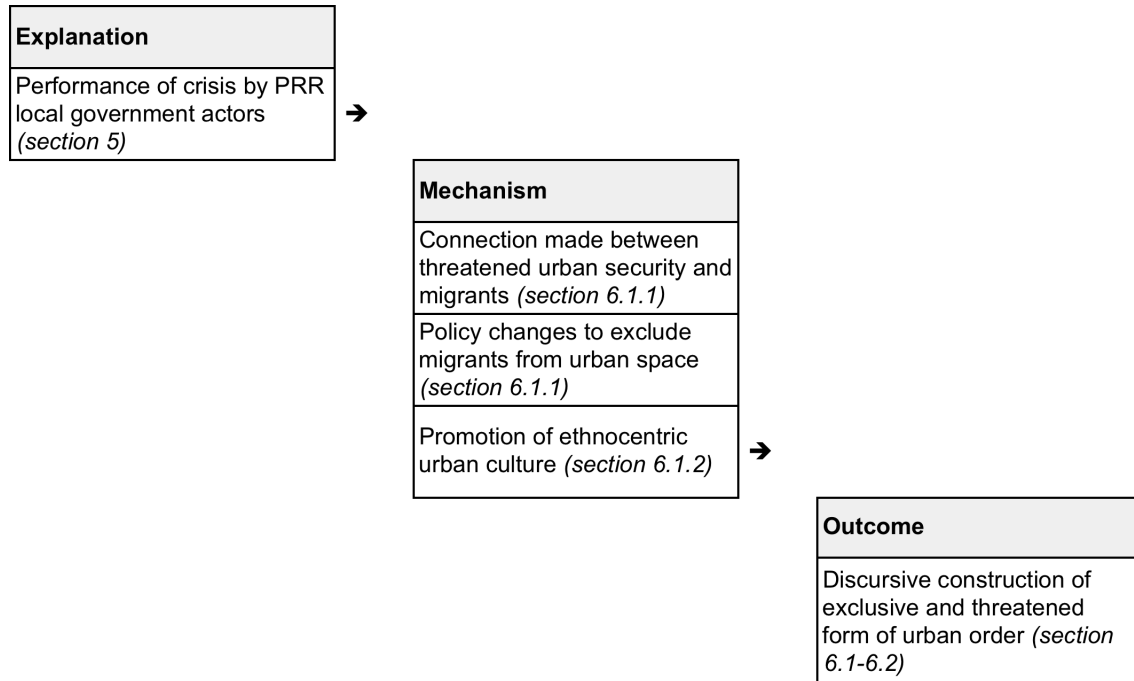 Explanation
Performance of crisis by PRR
local government actors
(section 5)
Mechanism
Connection made between
threatened urban security and
migrants (section 6.1.1)
Policy changes to exclude
migrants from urban space
(section 6.1.1)
Promotion of ethnocentric
urban culture (section 6.1.2)
Outcome
Discursive construction of
exclusive and threatened
form of urban order (section
6.1-6.2)